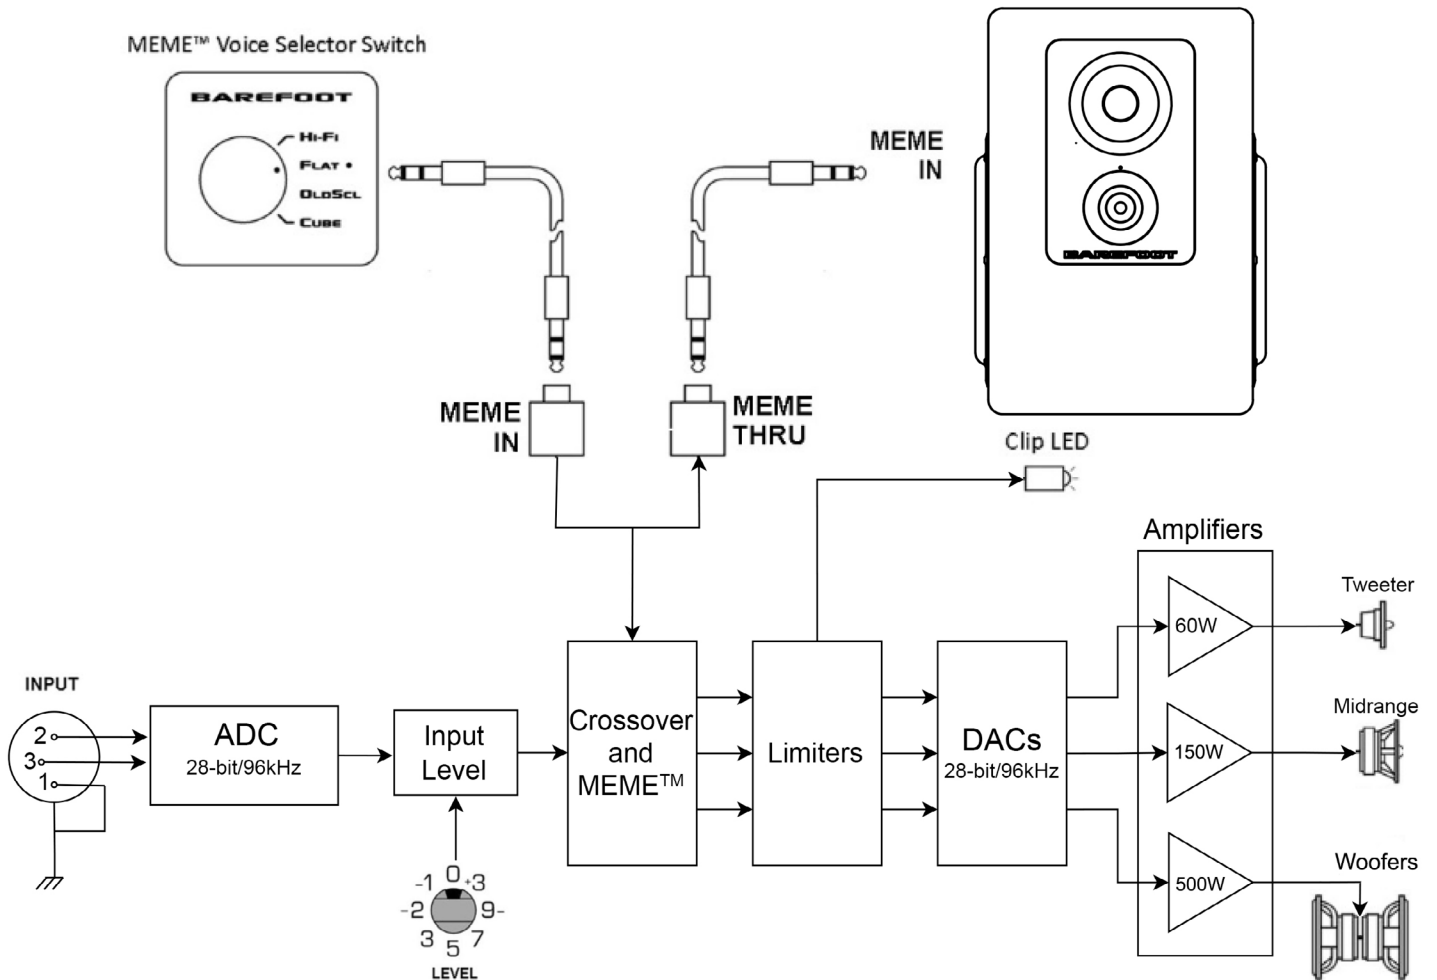 MEME™ Voice Selector Switch
BAREFOOT
HI-FI
FLAT •
OLDSCL
CUBE
MEME
IN
BAREFOOT
MEME
IN
MEME
THRU
Clip LED
Amplifiers
Tweeter
60W
INPUT
2
3
1
ADC
28-bit/96kHz
Input
Level
Crossover
and
MEME™
Limiters
DACs
28-bit/96kHz
Midrange
150W
Woofers
500W
0
-1
+3
-2
9-
3
7
5
LEVEL